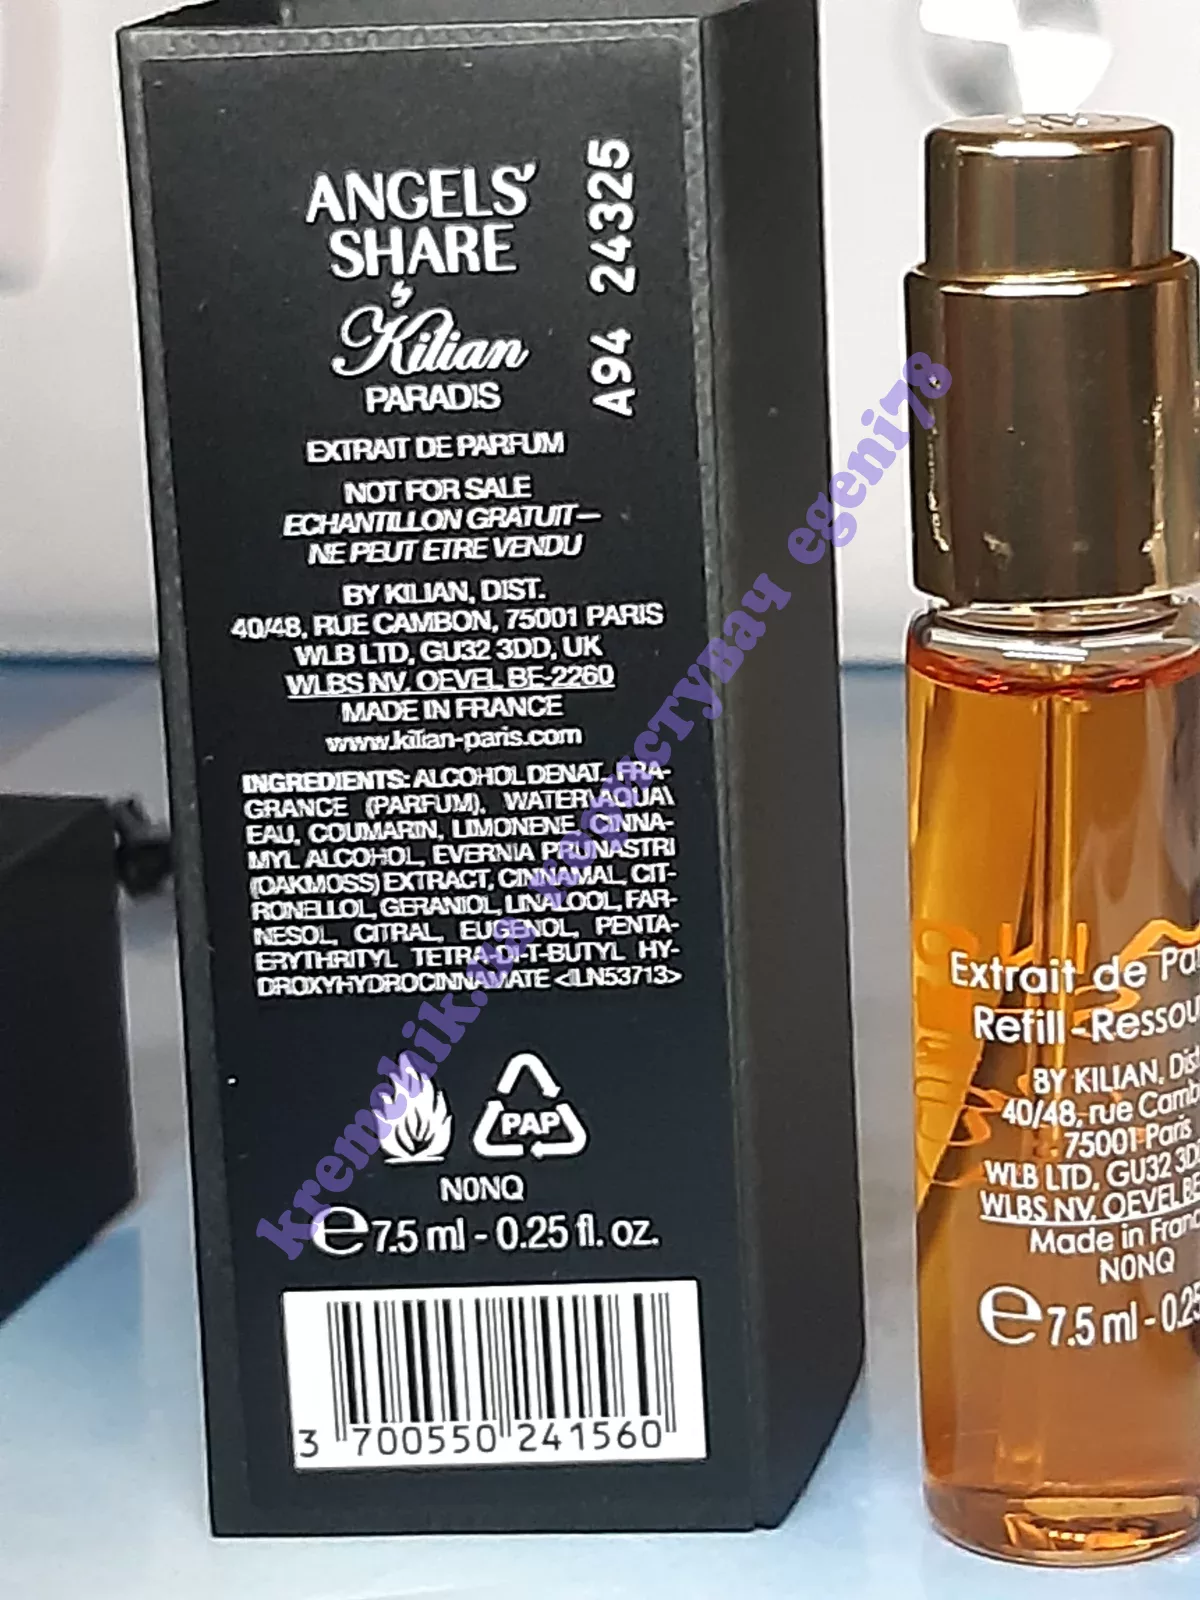 ANGELS'
SHARE
by
Kilian
PARADIS
EXTRAIT DE PARFUM
NOT FOR SALE
ECHANTILLON GRATUIT—
NE PEUT ETRE VENDU
BY KILIAN, DIST.
40/48, RUE CAMBON, 75001 PARIS
WLB LTD, GU32 3DD, UK
WLBS NV, OEVEL BE-2260
MADE IN FRANCE
www.kilian-paris.com
INGREDIENTS: ALCOHOL DENAT., FRA-
GRANCE (PARFUM), WATER\AQUA\
EAU, COUMARIN, LIMONENE, CINNA-
MYL ALCOHOL, EVERNIA PRUNASTRI
(OAKMOSS) EXTRACT, CINNAMAL, CIT-
RONELLOL, GERANIOL, LINALOOL, FAR-
NESOL, CITRAL, EUGENOL, PENTA-
ERYTHRITYL TETRA-DI-T-BUTYL HY-
DROXYHYDROCINNAMATE <ILN53713>
PAP
N0NQ
e 7.5 ml - 0.25 fl. oz.
3 700550 241560
A94 24325
Extrait de Pa
Refill-Ressou
BY KILIAN, Dist
40/48, rue Camb
75001 Paris
WLB LTD, GU32 3D
WLBS NV, OEVEL BE
Made in Franc
N0NQ
e 7.5 ml - 0.25
kremchik.ua користувач egeni78